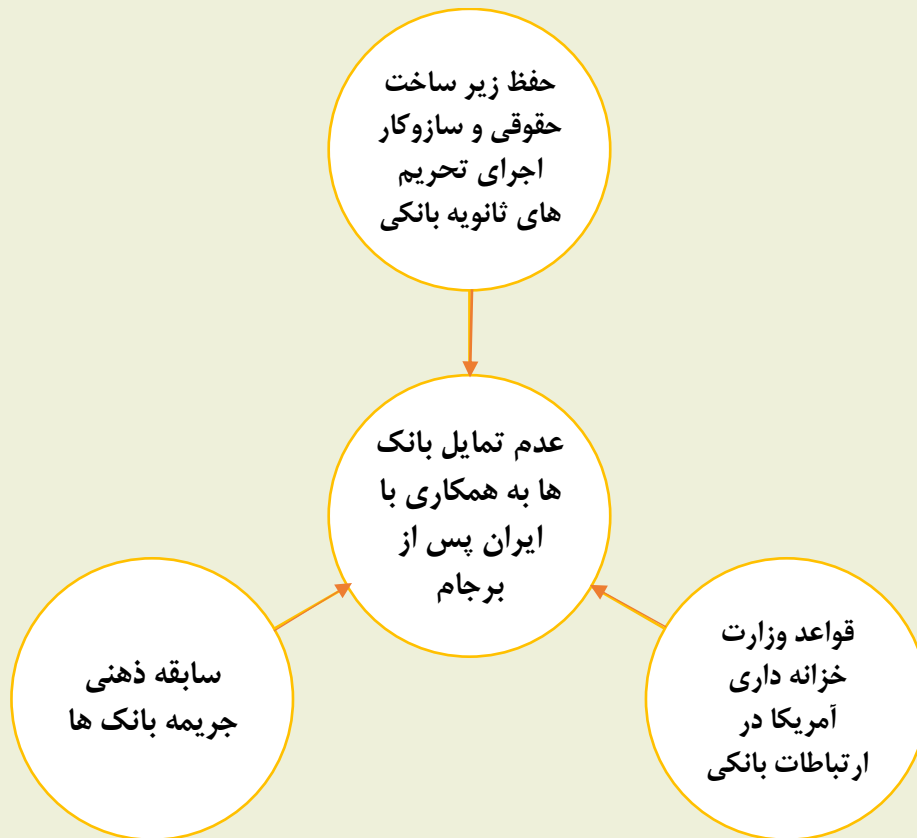 حفظ زیر ساخت
حقوقی و سازوکار
اجرای تحریم
های ثانویه بانکی
عدم تمایل بانک
ها به همکاری با
ایران پس از
برجام
قواعد وزارت
خزانه داری
آمریکا در
ارتباطات بانکی
سابقه ذهنی
جریمه بانک ها